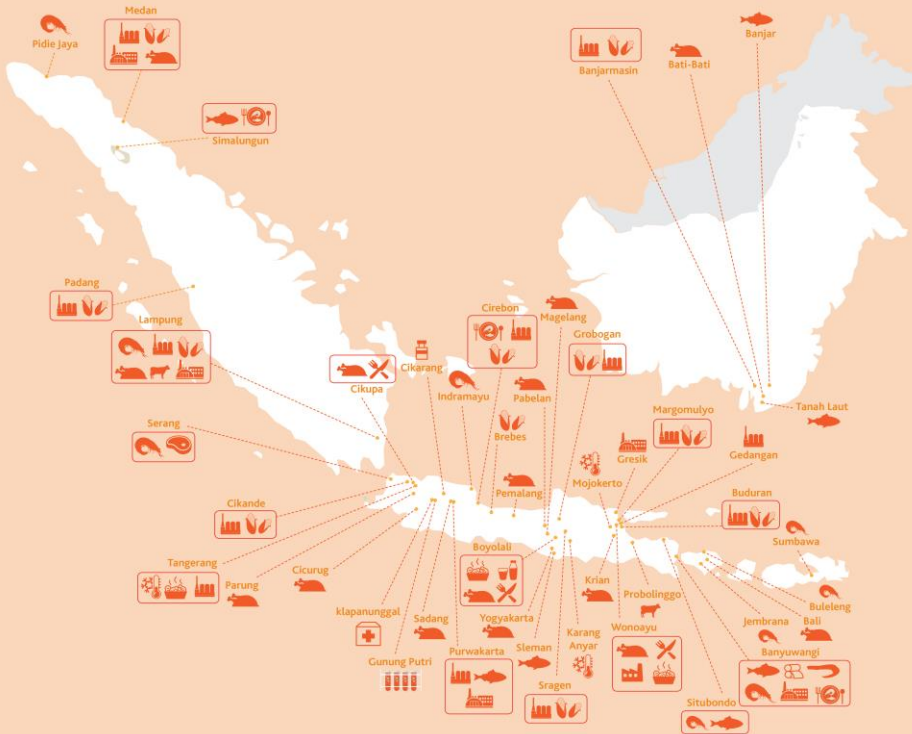 Medan
Pidie Jaya
Simalungun
Banjar
Banjarmasin
Bati-Bati
Padang
Lampung
Cirebon
Magelang
Grobogan
Cikarang
Cikupa
Indramayu
Pabelan
Brebes
Margomulyo
Tanah Laut
Serang
Gresik
Gedangan
Mojokerto
Pemalang
Buduran
Cikande
Sumbawa
Boyolali
Tangerang
Parung
Cicurug
Krian
Probolinggo
Buleleng
klapanunggal
Sadang
Yogyakarta
Karang
Anyar
Wonoayu
Jembrana
Bali
Sleman
Purwakarta
Gunung Putri
Banyuwangi
Sragen
Situbondo